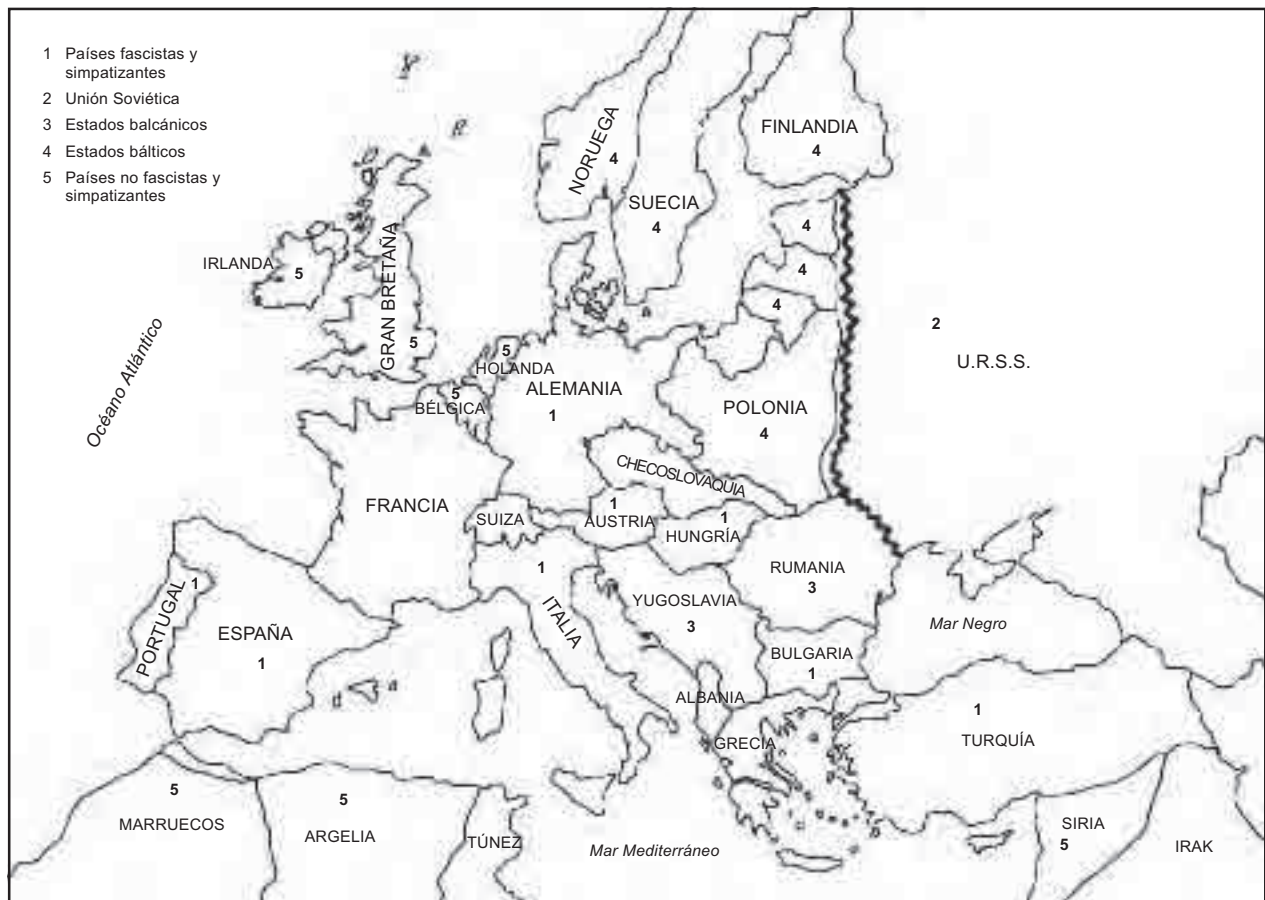 1 Países fascistas y
simpatizantes
2 Unión Soviética
3 Estados balcánicos
4 Estados bálticos
5 Países no fascistas y
simpatizantes
NORUEGA
4
FINLANDIA
4
SUECIA
4
4
4
4
IRLANDA
5
GRAN BRETAÑA
5
Océano Atlántico
2
U.R.S.S.
5
HOLANDA
5
BÉLGICA
ALEMANIA
1
POLONIA
4
CHECOSLOVAQUIA
FRANCIA
SUIZA
1
AUSTRIA
1
HUNGRÍA
RUMANIA
3
1
ITALIA
YUGOSLAVIA
3
PORTUGAL
1
ESPAÑA
1
Mar Negro
BULGARIA
1
ALBANIA
GRECIA
1
TURQUÍA
5
MARRUECOS
5
ARGELIA
TÚNEZ
Mar Mediterráneo
SIRIA
5
IRAK